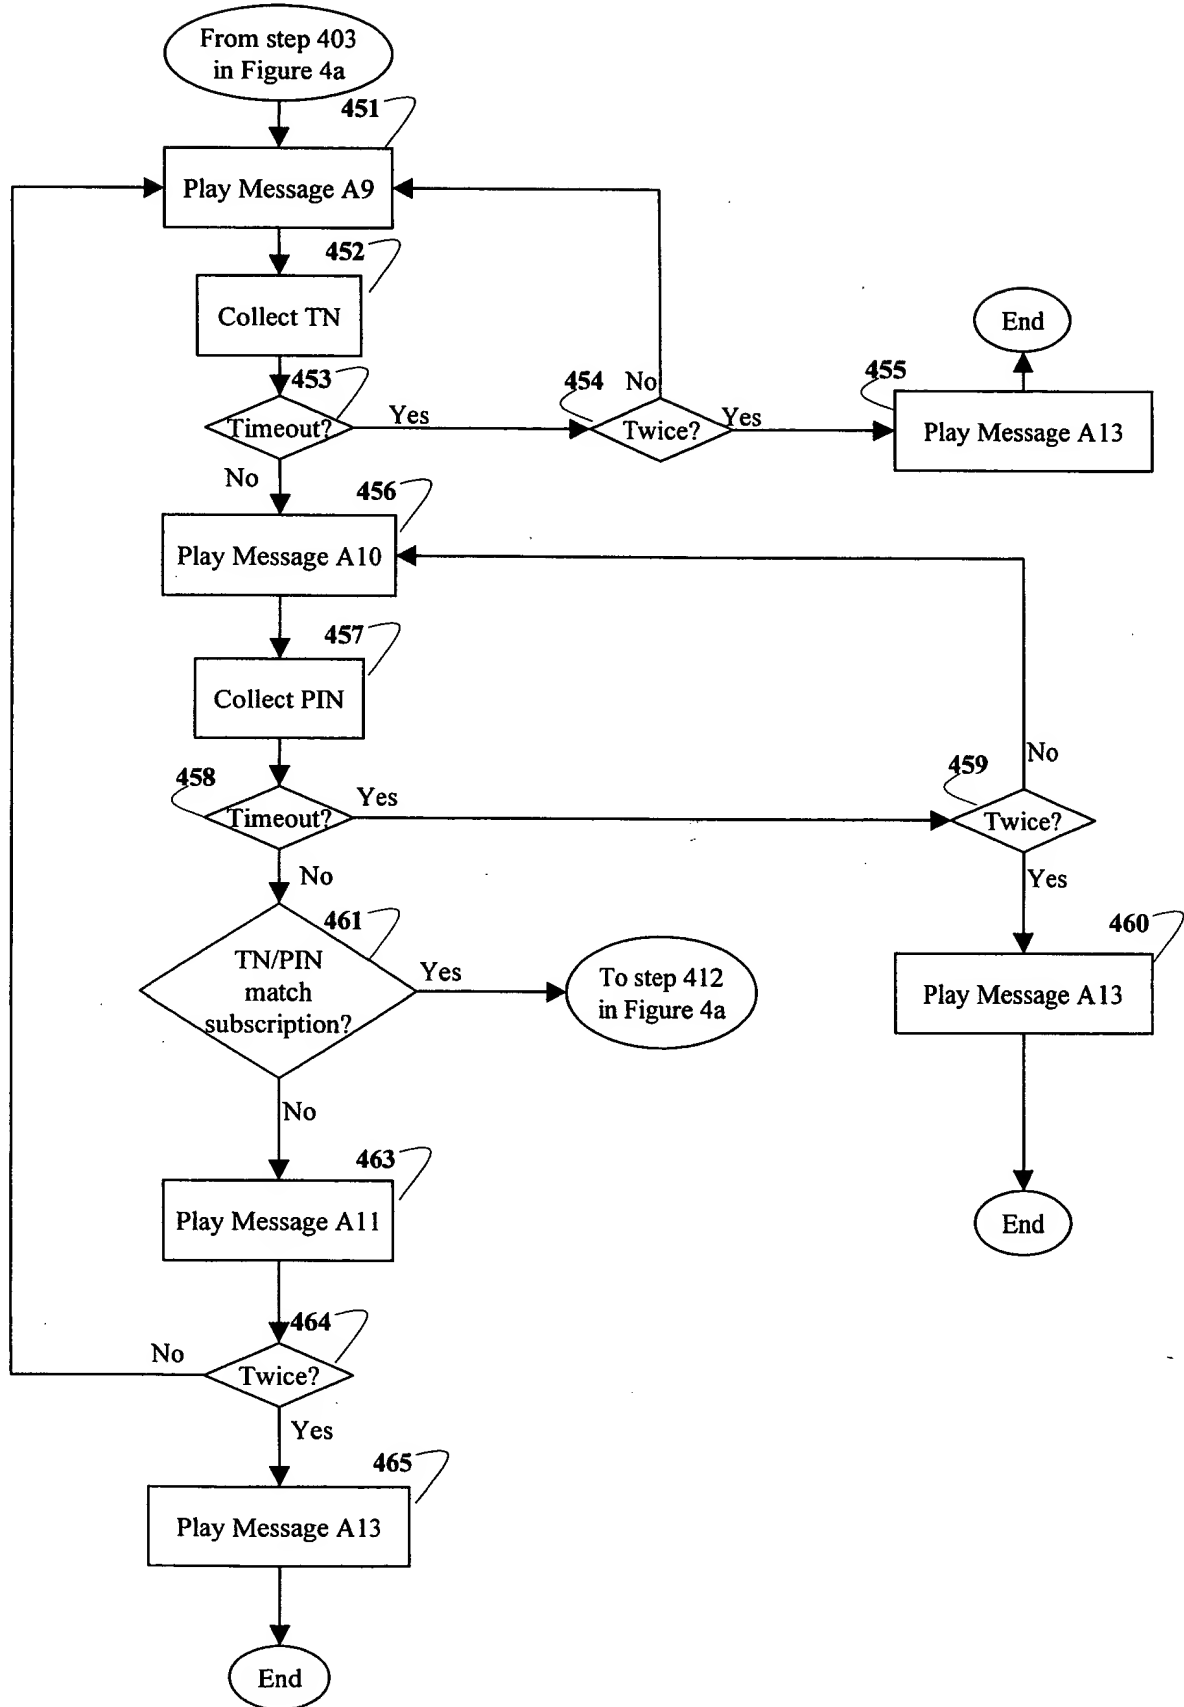 From step 403
in Figure 4a
451
Play Message A9
452
Collect TN
453
Timeout?
Yes
No
454
Twice?
No
Yes
455
Play Message A13
End
456
Play Message A10
457
Collect PIN
458
Timeout?
Yes
No
459
Twice?
No
Yes
460
Play Message A13
End
461
TN/PIN
match
subscription?
Yes
To step 412
in Figure 4a
No
463
Play Message A11
464
Twice?
No
Yes
465
Play Message A13
End